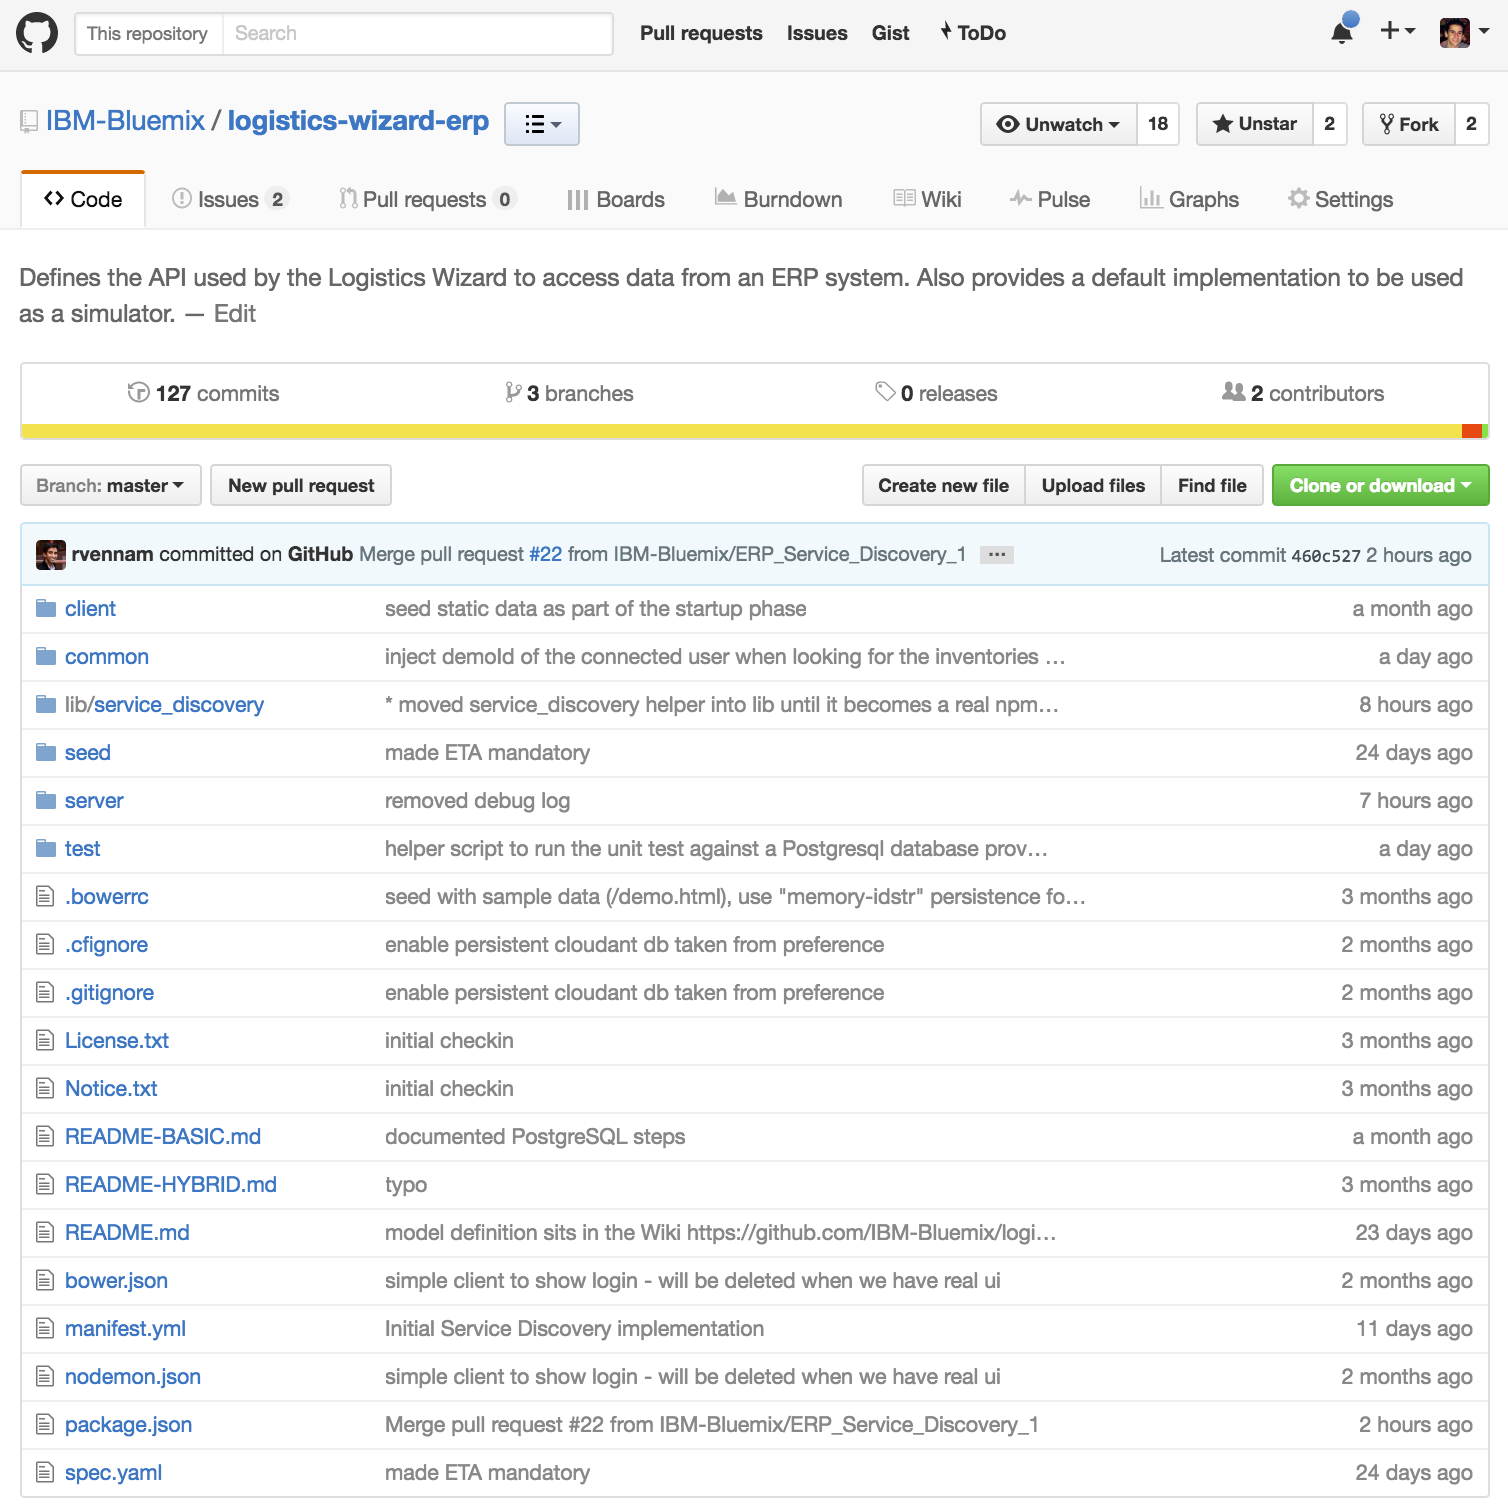 This repository Search Pull requests Issues Gist ToDo
IBM-Bluemix / logistics-wizard-erp Unwatch 18 Unstar 2 Fork 2
Code Issues 2 Pull requests 0 Boards Burndown Wiki Pulse Graphs Settings
Defines the API used by the Logistics Wizard to access data from an ERP system. Also provides a default implementation to be used
as a simulator. — Edit
127 commits 3 branches 0 releases 2 contributors
Branch: master New pull request Create new file Upload files Find file Clone or download
rvennam committed on GitHub Merge pull request #22 from IBM-Bluemix/ERP_Service_Discovery_1 ... Latest commit 460c527 2 hours ago
client seed static data as part of the startup phase a month ago
common inject demoId of the connected user when looking for the inventories … a day ago
lib/service_discovery * moved service_discovery helper into lib until it becomes a real npm… 8 hours ago
seed made ETA mandatory 24 days ago
server removed debug log 7 hours ago
test helper script to run the unit test against a Postgresql database prov… a day ago
.bowerrc seed with sample data (/demo.html), use "memory-idstr" persistence fo… 3 months ago
.cfignore enable persistent cloudant db taken from preference 2 months ago
.gitignore enable persistent cloudant db taken from preference 2 months ago
License.txt initial checkin 3 months ago
Notice.txt initial checkin 3 months ago
README-BASIC.md documented PostgreSQL steps a month ago
README-HYBRID.md typo 3 months ago
README.md model definition sits in the Wiki https://github.com/IBM-Bluemix/logi… 23 days ago
bower.json simple client to show login - will be deleted when we have real ui 2 months ago
manifest.yml Initial Service Discovery implementation 11 days ago
nodemon.json simple client to show login - will be deleted when we have real ui 2 months ago
package.json Merge pull request #22 from IBM-Bluemix/ERP_Service_Discovery_1 2 hours ago
spec.yaml made ETA mandatory 24 days ago